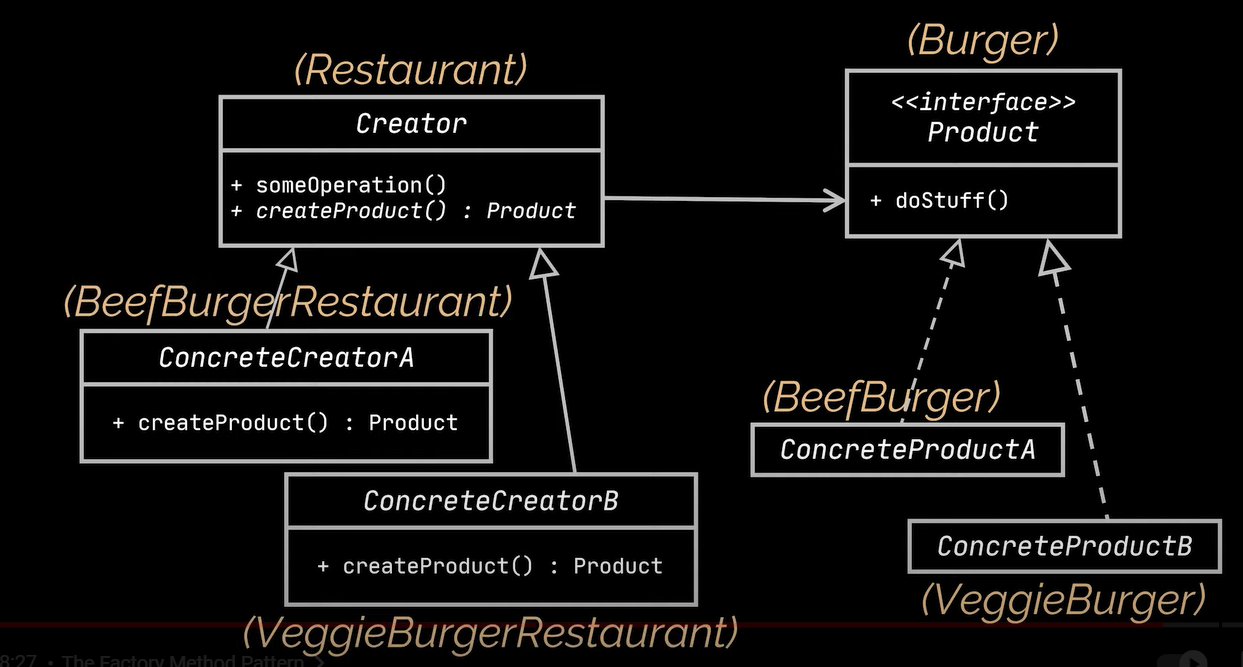 (Restaurant)
Creator
+ someOperation()
+ createProduct() : Product
(Burger)
<<interface>>
Product
+ doStuff()
(BeefBurgerRestaurant)
ConcreteCreatorA
+ createProduct() : Product
ConcreteCreatorB
+ createProduct() : Product
(VeggieBurgerRestaurant)
(BeefBurger)
ConcreteProductA
ConcreteProductB
(VeggieBurger)
8:27 • The Factory Method Pattern >